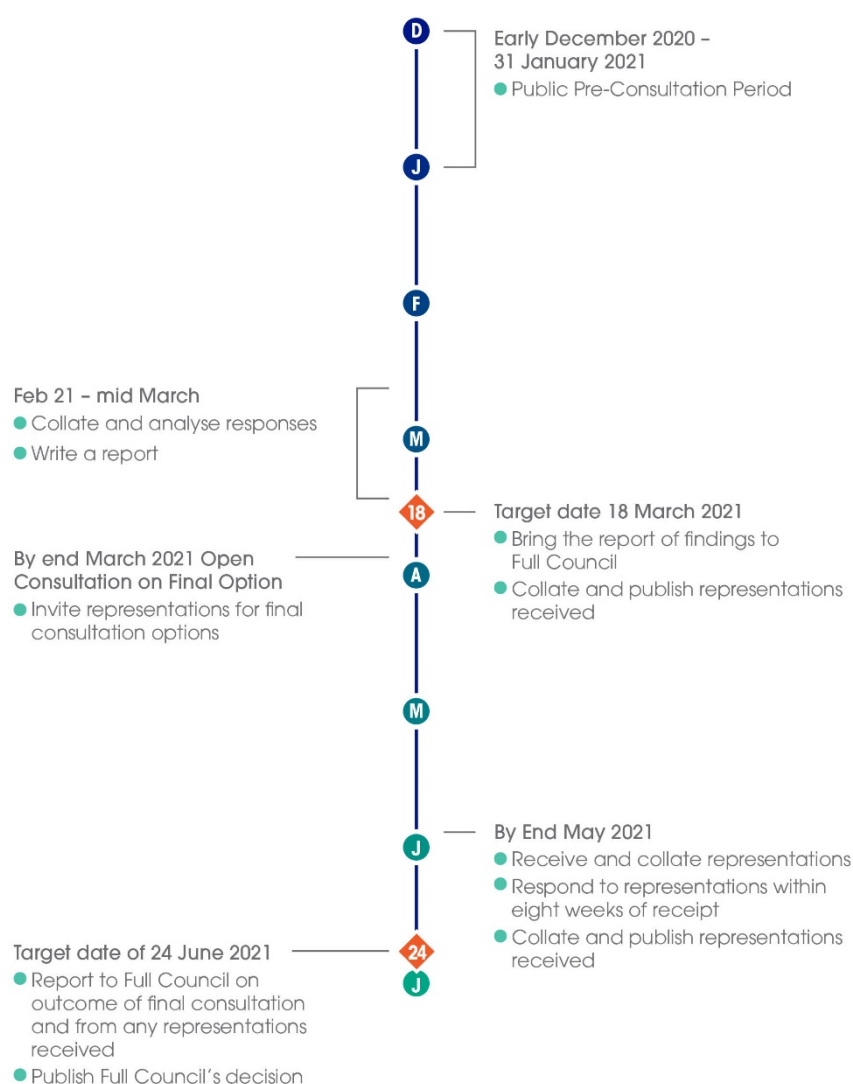 D
Early December 2020 –
31 January 2021
Public Pre-Consultation Period
J
F
Feb 21 – mid March
Collate and analyse responses
Write a report
M
18
Target date 18 March 2021
Bring the report of findings to
Full Council
Collate and publish representations
received
By end March 2021 Open
Consultation on Final Option
Invite representations for final
consultation options
A
M
By End May 2021
Receive and collate representations
Respond to representations within
eight weeks of receipt
Collate and publish representations
received
J
Target date of 24 June 2021
Report to Full Council on
outcome of final consultation
and from any representations
received
Publish Full Council's decision
24
J